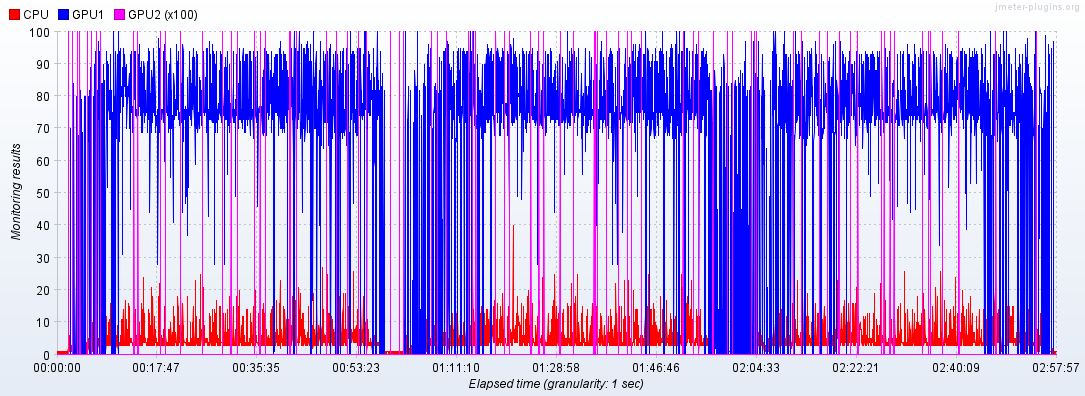 CPU GPU1 GPU2 (x100)
jmeter-plugins.org
100
90
80
70
60
50
40
30
20
10
0
Monitoring results
00:00:00 00:17:47 00:35:35 00:53:23 01:11:10 01:28:58 01:46:46 02:04:33 02:22:21 02:40:09 02:57:57
Elapsed time (granularity: 1 sec)